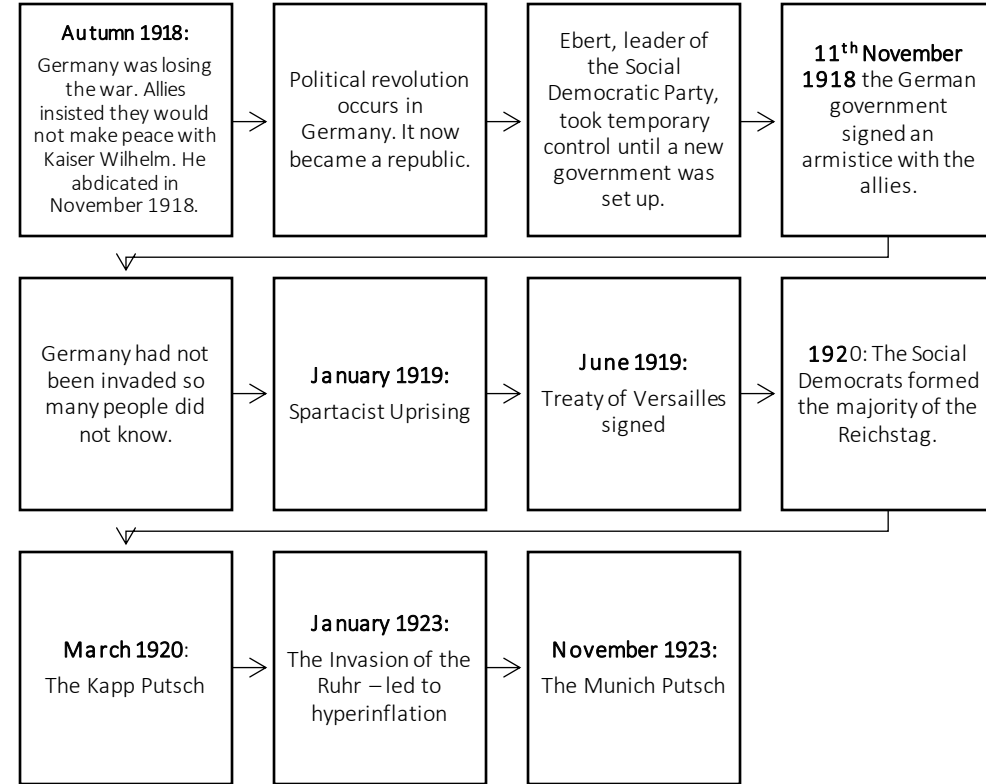 Autumn 1918:
Germany was losing
the war. Allies
insisted they would
not make peace with
Kaiser Wilhelm. He
abdicated in
November 1918.
Political revolution
occurs in
Germany. It now
became a republic.
Ebert, leader of
the Social
Democratic Party,
took temporary
control until a new
government was
set up.
11th November
1918 the German
government
signed an
armistice with the
allies.
Germany had not
been invaded so
many people did
not know.
January 1919:
Spartacist Uprising
June 1919:
Treaty of Versailles
signed
1920: The Social
Democrats formed
the majority of the
Reichstag.
March 1920:
The Kapp Putsch
January 1923:
The Invasion of the
Ruhr – led to
hyperinflation
November 1923:
The Munich Putsch